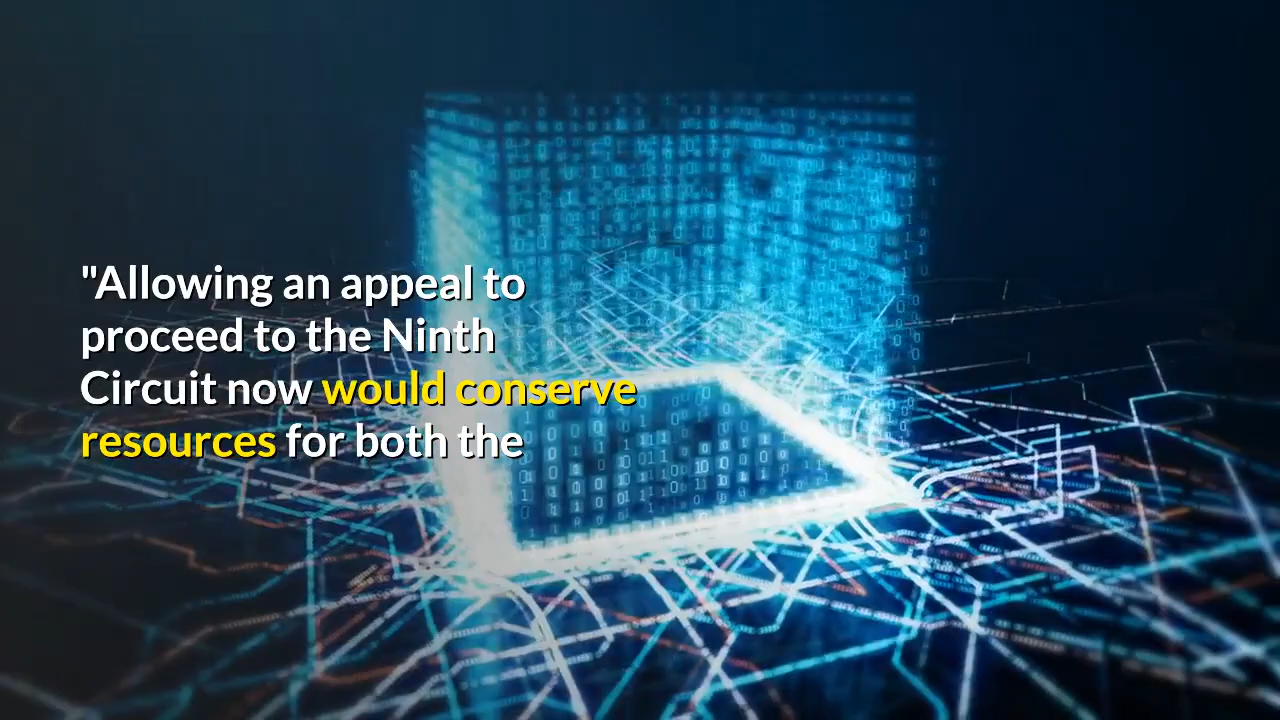 "Allowing an appeal to
proceed to the Ninth
Circuit now would conserve
resources for both the